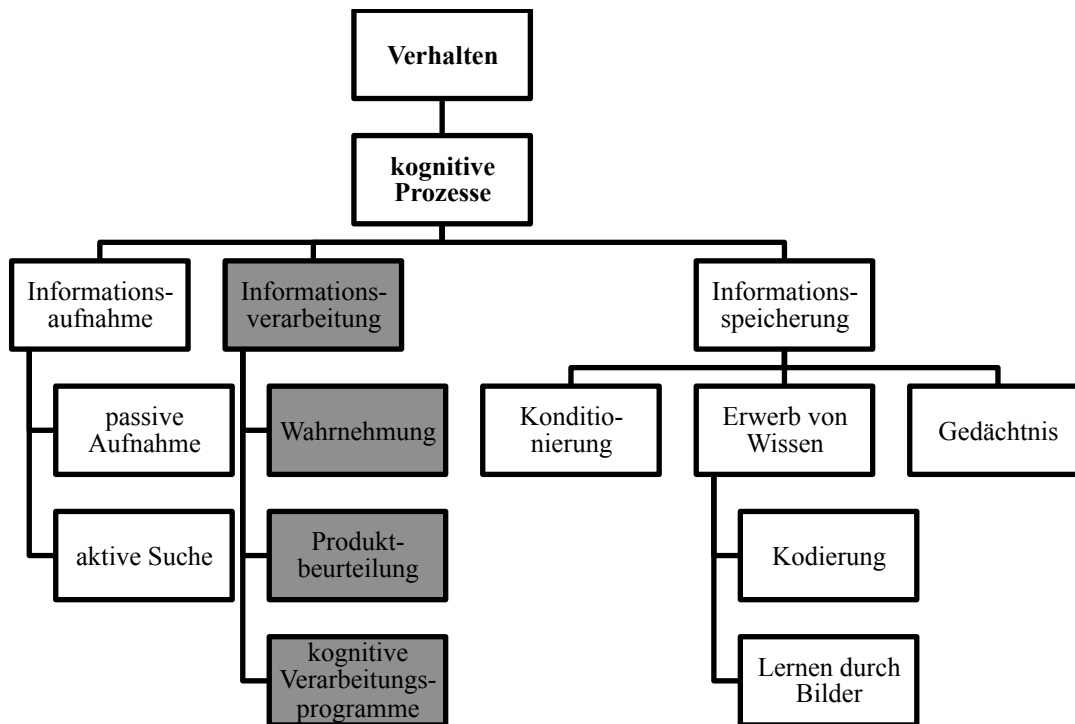 Verhalten
kognitive
Prozesse
Informations-
aufnahme
Informations-
verarbeitung
Informations-
speicherung
passive
Aufnahme
aktive Suche
Wahrnehmung
Produkt-
beurteilung
kognitive
Verarbeitungs-
programme
Konditio-
nierung
Erwerb von
Wissen
Gedächtnis
Kodierung
Lernen durch
Bilder